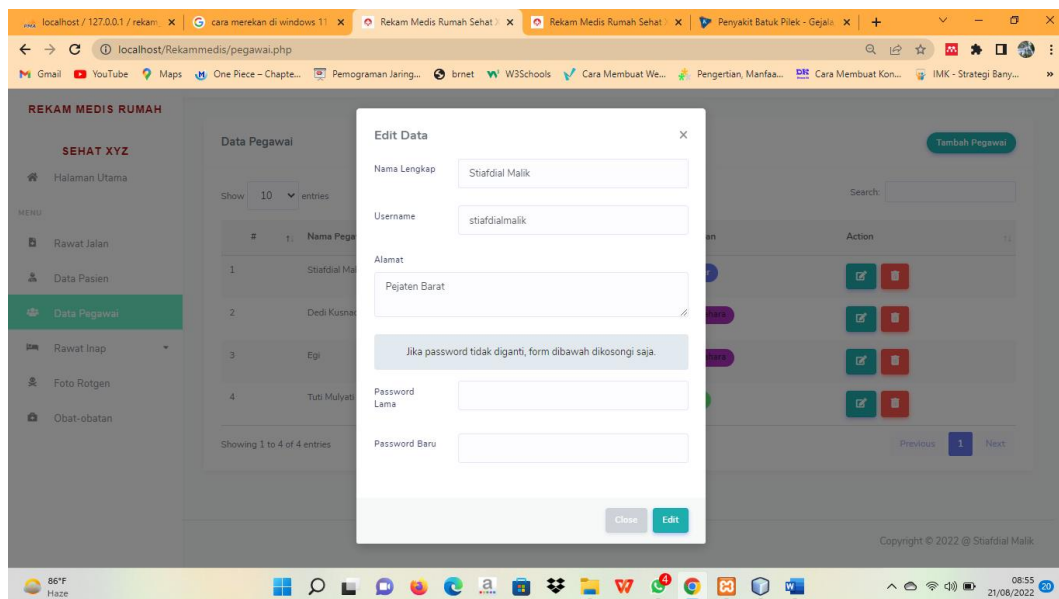 localhost / 127.0.0.1 / rekam
cara merekan di windows 11
Rekam Medis Rumah Sehat
Rekam Medis Rumah Sehat
Penyakit Batuk Pilek - Gejala
localhost/Rekammedis/pegawai.php
Gmail
YouTube
Maps
One Piece – Chapte...
Pemograman Jaring...
brnet
W3Schools
Cara Membuat We...
Pengertian, Manfaa...
Cara Membuat Kon...
IMK - Strategi Bany...
REKAM MEDIS RUMAH
SEHAT XYZ
Halaman Utama
MENU
Rawat Jalan
Data Pasien
Data Pegawai
Rawat Inap
Foto Rotgen
Obat-obatan
Data Pegawai
Tambah Pegawai
Show 10 entries
Search:
# Nama Pega an Action
1 Stiafdial Mal
2 Dedi Kusnac hara
3 Egi hara
4 Tuti Mulyati
Showing 1 to 4 of 4 entries
Previous 1 Next
Edit Data
Nama Lengkap Stiafdial Malik
Username stiafdialmalik
Alamat
Pejaten Barat
Jika password tidak diganti, form dibawah dikosongi saja.
Password
Lama
Password Baru
Close Edit
Copyright © 2022 @ Stiafdial Malik
86°F
Haze
4
08:55
21/08/2022
20